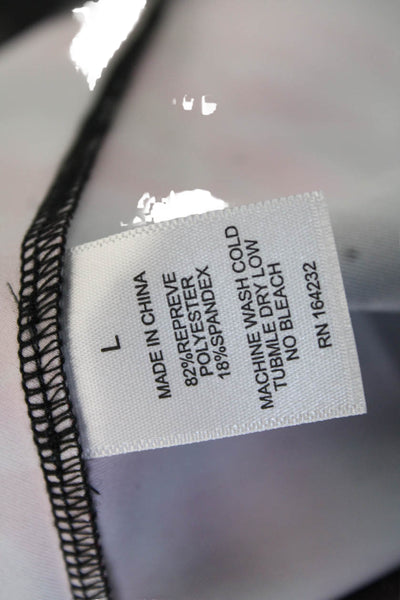 L
MADE IN CHINA
82%REPREVE
POLYESTER
18%SPANDEX
MACHINE WASH COLD
TUBMLE DRY LOW
NO BLEACH
RN 164232